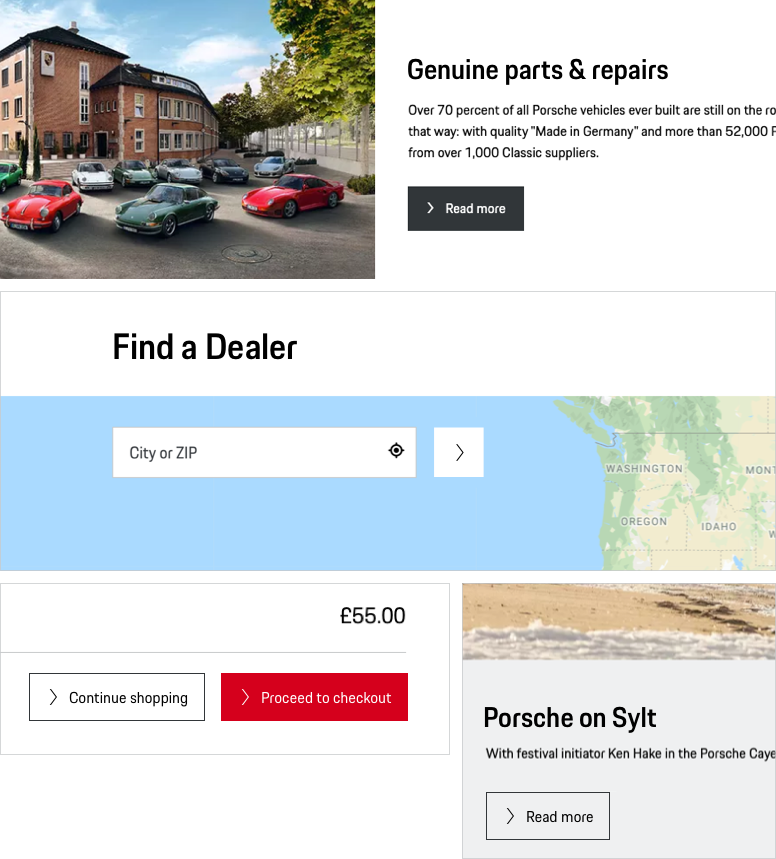 Genuine parts & repairs
Over 70 percent of all Porsche vehicles ever built are still on the
that way: with quality "Made in Germany" and more than 52,000
from over 1,000 Classic suppliers.
Read more
Find a Dealer
City or ZIP
WASHINGTON
MONT
OREGON
IDAHO
£55.00
Continue shopping
Proceed to checkout
Porsche on Sylt
With festival initiator Ken Hake in the Porsche Caye
Read more